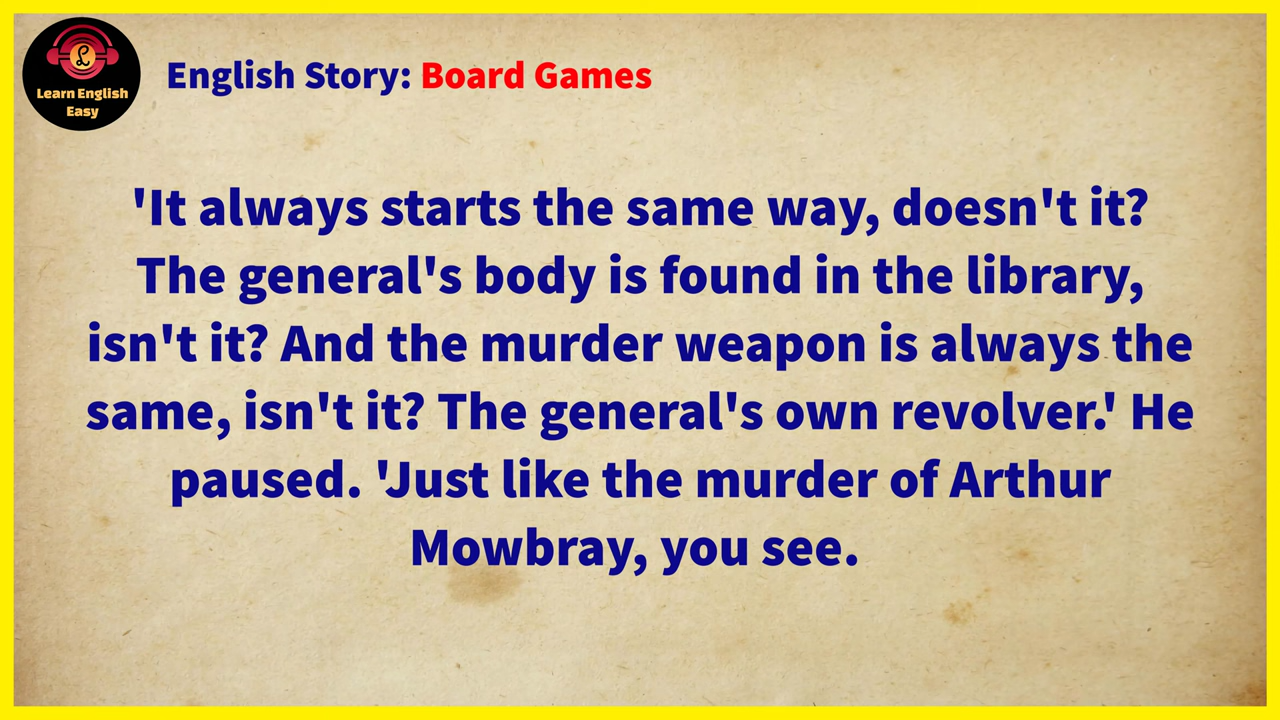 Learn English
Easy
English Story: Board Games
'It always starts the same way, doesn't it?
The general's body is found in the library,
isn't it? And the murder weapon is always the
same, isn't it? The general's own revolver.' He
paused. 'Just like the murder of Arthur
Mowbray, you see.